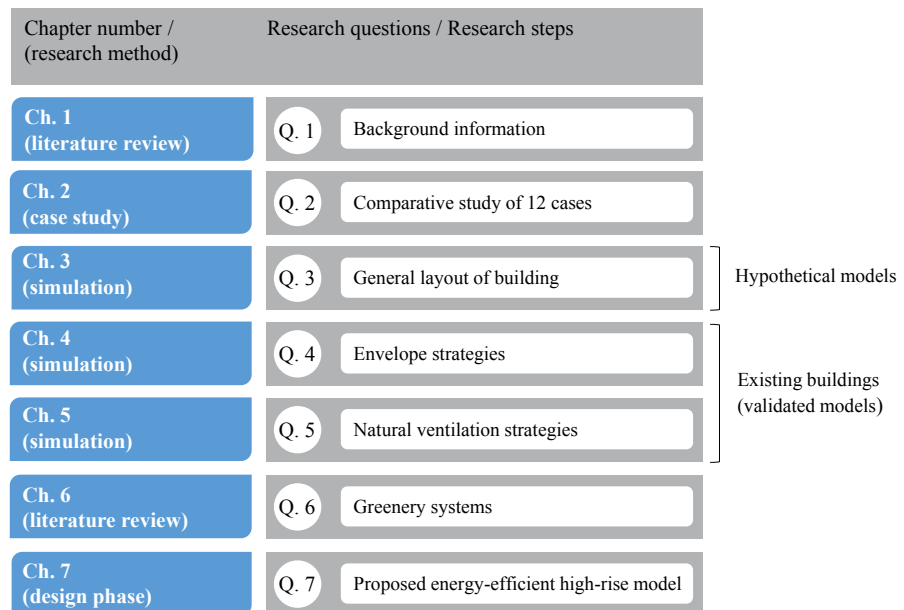 Chapter number /
(research method)
Research questions / Research steps
Ch. 1
(literature review)
Q. 1
Background information
Ch. 2
(case study)
Q. 2
Comparative study of 12 cases
Ch. 3
(simulation)
Q. 3
General layout of building
Hypothetical models
Ch. 4
(simulation)
Q. 4
Envelope strategies
Existing buildings
(validated models)
Ch. 5
(simulation)
Q. 5
Natural ventilation strategies
Ch. 6
(literature review)
Q. 6
Greenery systems
Ch. 7
(design phase)
Q. 7
Proposed energy-efficient high-rise model